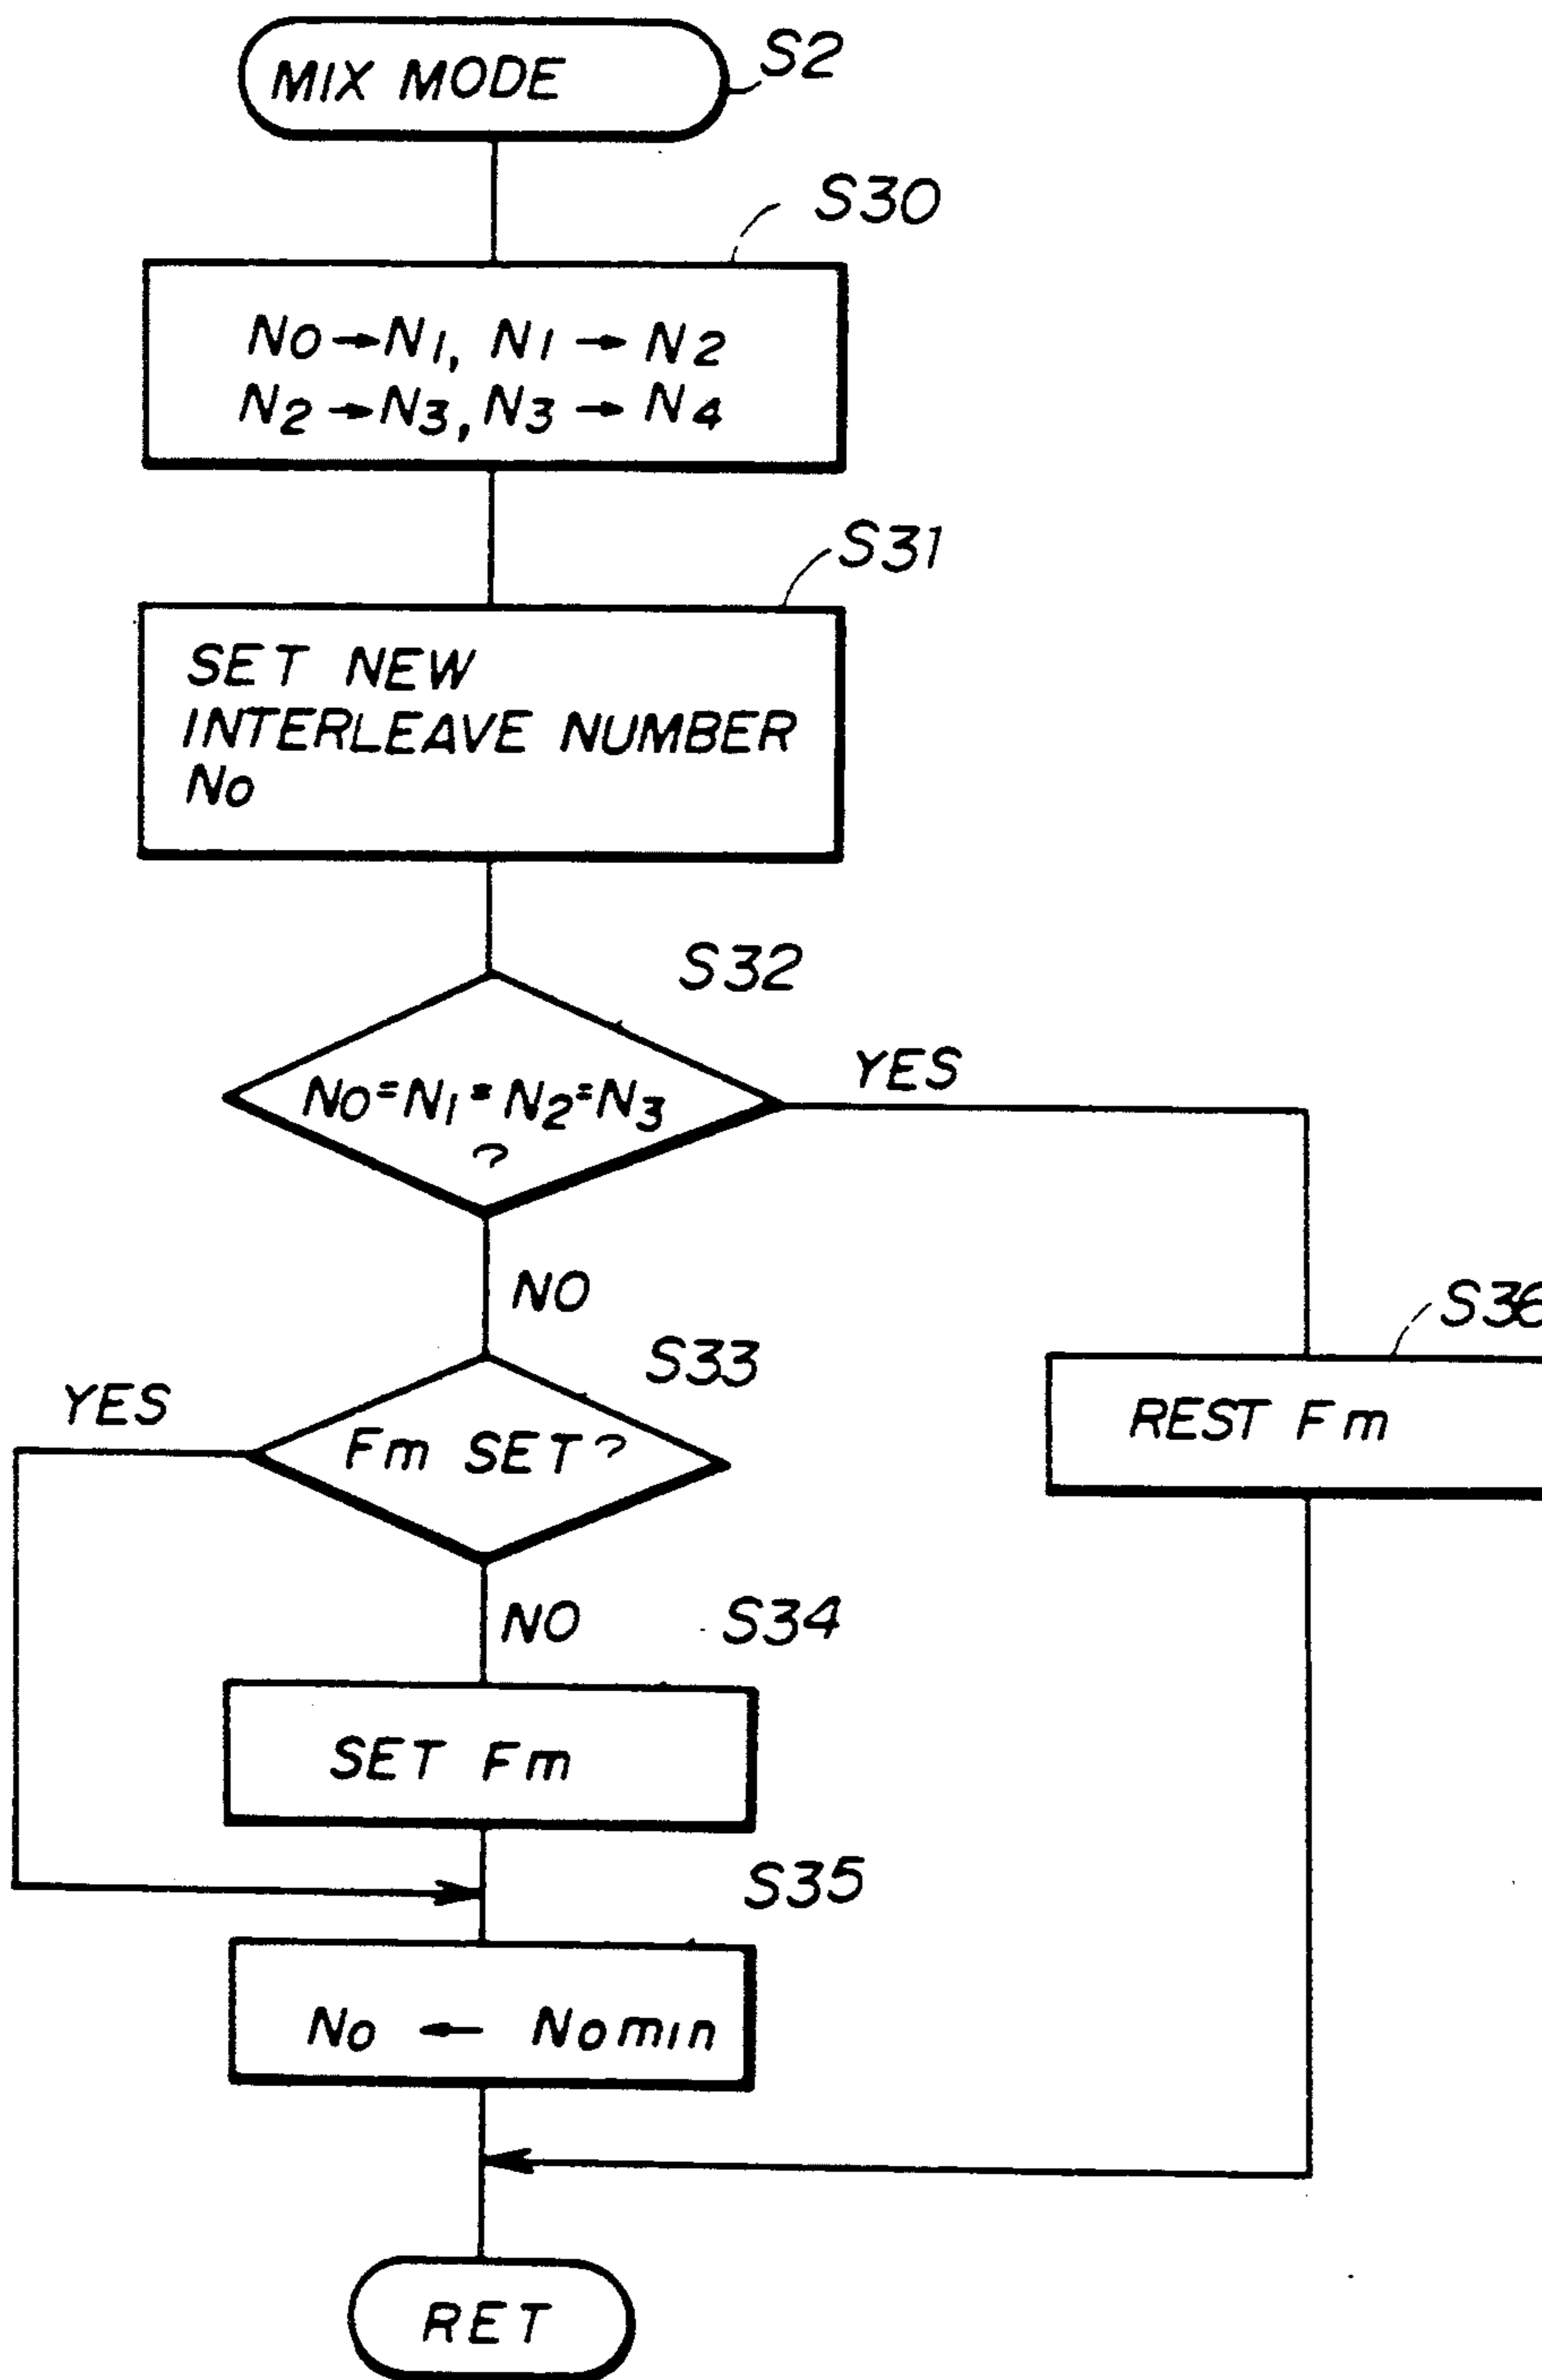 MIX MODE
S2
S30
No→N1, N1→N2
N2→N3, N3→N4
S31
SET NEW
INTERLEAVE NUMBER
No
S32
No=N1=N2=N3
?
YES
NO
S33
YES
Fm SET?
S36
REST Fm
NO
S34
SET Fm
S35
No ← Nomin
RET